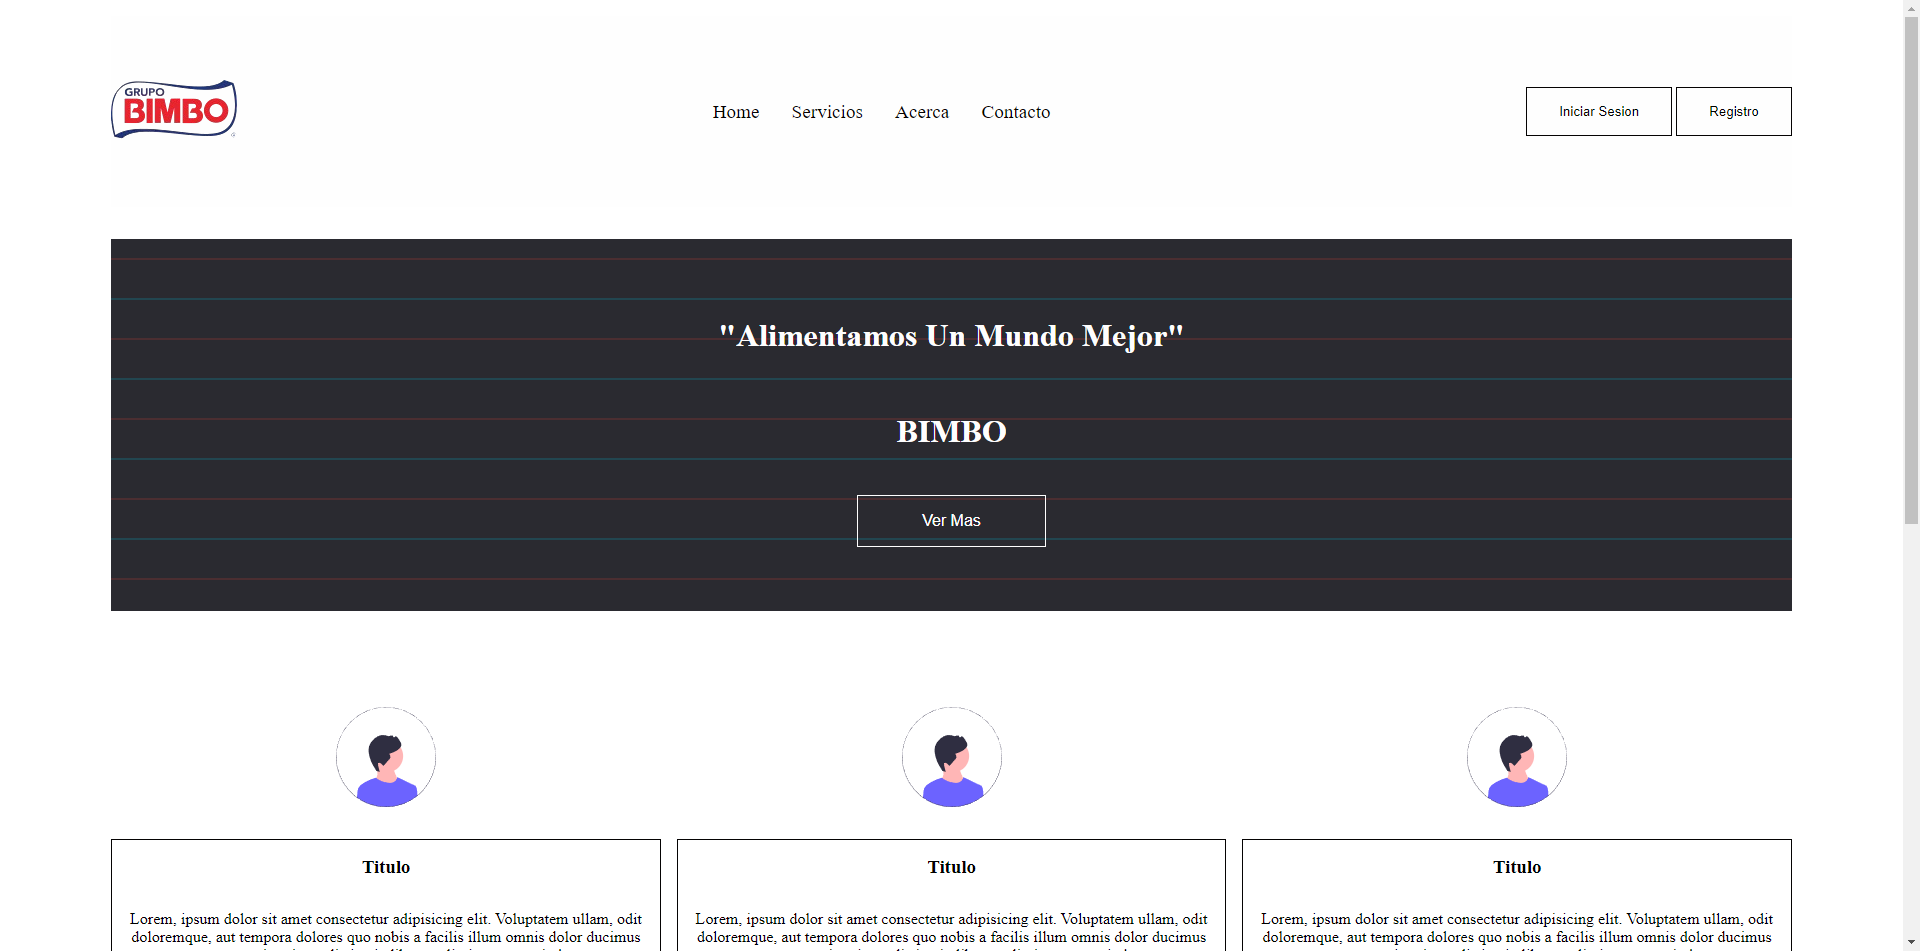 GRUPO
BIMBO
Home Servicios Acerca Contacto
Iniciar Sesion Registro
"Alimentamos Un Mundo Mejor"
BIMBO
Ver Mas
Titulo
Lorem, ipsum dolor sit amet consectetur adipisicing elit. Voluptatem ullam, odit
doloremque, aut tempora dolores quo nobis a facilis illum omnis dolor ducimus
Titulo
Lorem, ipsum dolor sit amet consectetur adipisicing elit. Voluptatem ullam, odit
doloremque, aut tempora dolores quo nobis a facilis illum omnis dolor ducimus
Titulo
Lorem, ipsum dolor sit amet consectetur adipisicing elit. Voluptatem ullam, odit
doloremque, aut tempora dolores quo nobis a facilis illum omnis dolor ducimus